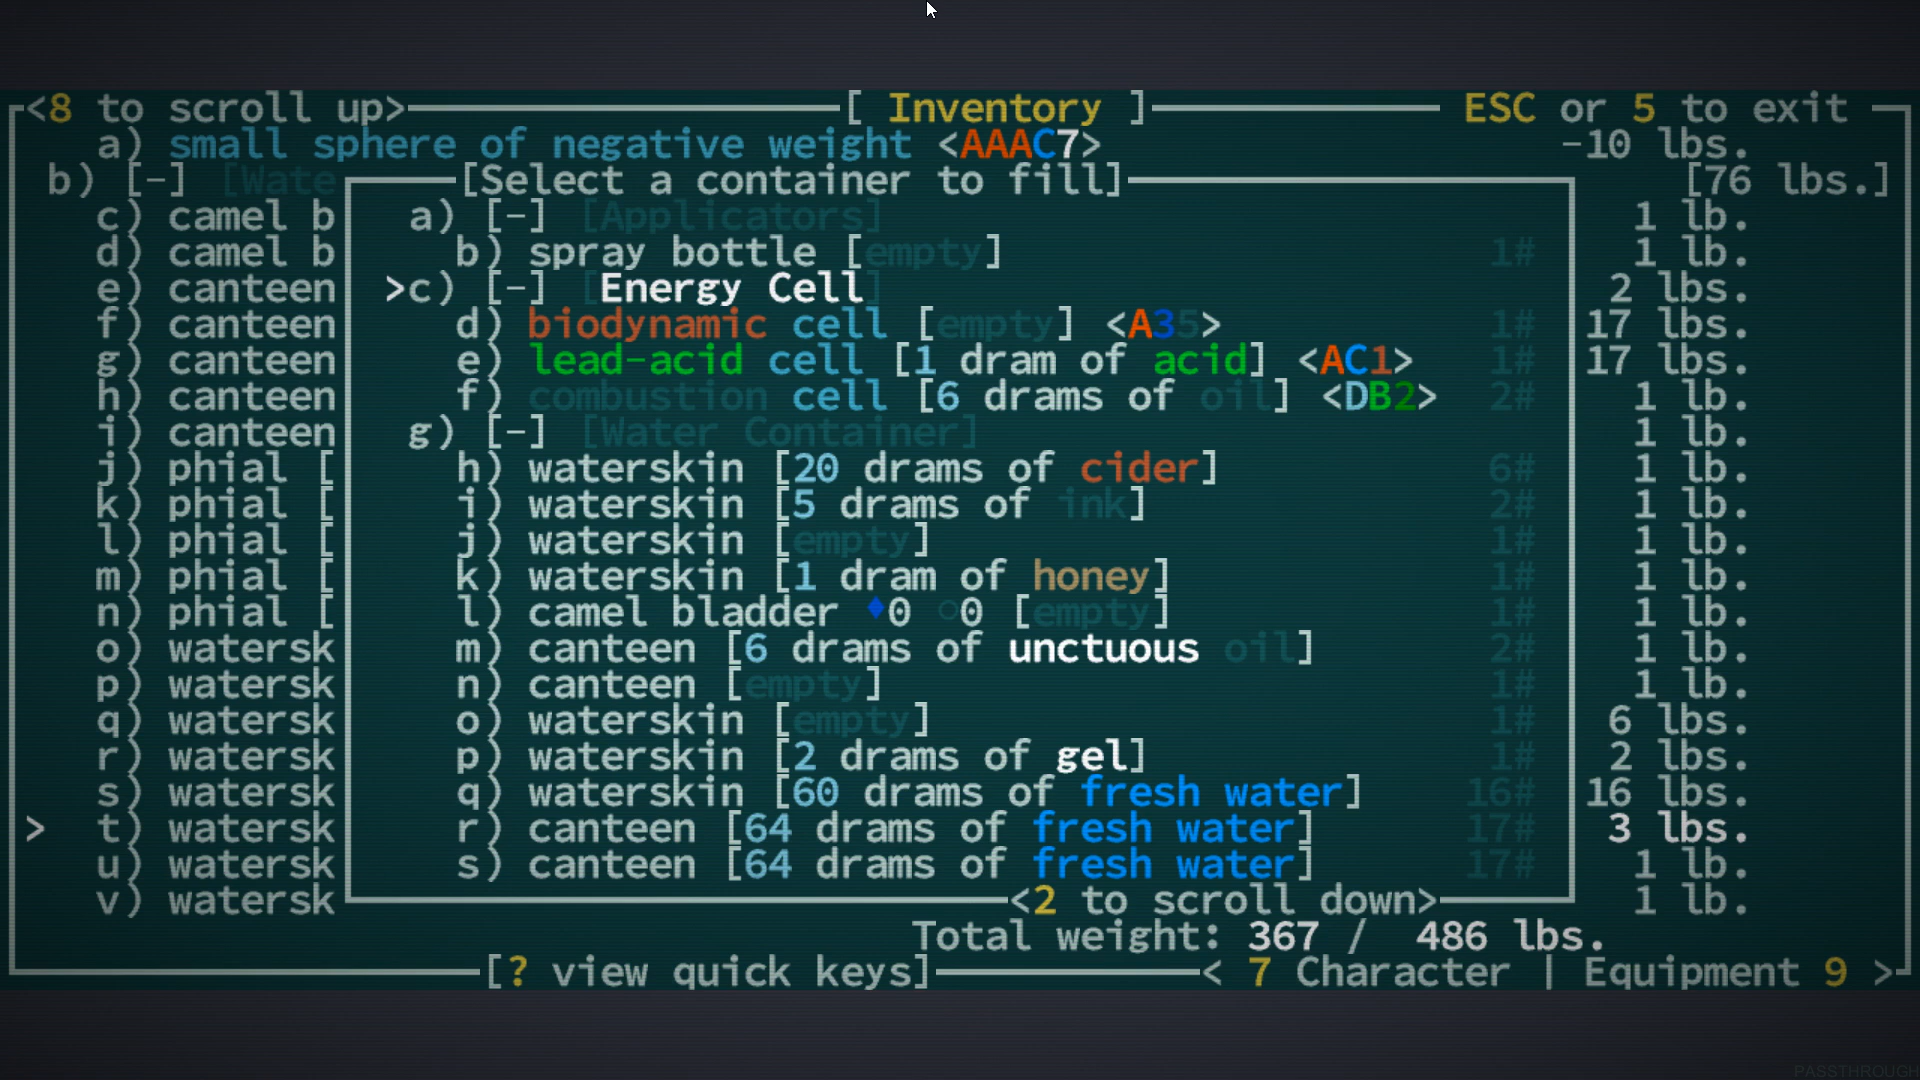 <8 to scroll up> [ Inventory ] ESC or 5 to exit
a) small sphere of negative weight <AAAC7> -10 lbs.
b) [-] [Wate [Select a container to fill] [76 lbs.]
c) camel b a) [-] [Applicators] 1 lb.
d) camel b b) spray bottle [empty] 1# 1 lb.
e) canteen >c) [-] [Energy Cell] 2 lbs.
f) canteen d) biodynamic cell [empty] <A35> 1# 17 lbs.
g) canteen e) lead-acid cell [1 dram of acid] <AC1> 1# 17 lbs.
h) canteen f) combustion cell [6 drams of oil] <DB2> 2# 1 lb.
i) canteen g) [-] [Water Container] 1 lb.
j) phial [ h) waterskin [20 drams of cider] 6# 1 lb.
k) phial [ i) waterskin [5 drams of ink] 2# 1 lb.
l) phial [ j) waterskin [empty] 1# 1 lb.
m) phial [ k) waterskin [1 dram of honey] 1# 1 lb.
n) phial [ l) camel bladder ♦0 ○0 [empty] 1# 1 lb.
o) watersk m) canteen [6 drams of unctuous oil] 2# 1 lb.
p) watersk n) canteen [empty] 1# 1 lb.
q) watersk o) waterskin [empty] 1# 6 lbs.
r) watersk p) waterskin [2 drams of gel] 1# 2 lbs.
s) watersk q) waterskin [60 drams of fresh water] 16# 16 lbs.
> t) watersk r) canteen [64 drams of fresh water] 17# 3 lbs.
u) watersk s) canteen [64 drams of fresh water] 17# 1 lb.
v) watersk <2 to scroll down> 1 lb.
Total weight: 367 / 486 lbs.
[? view quick keys] < 7 Character | Equipment 9 >
PASSTHROUGH